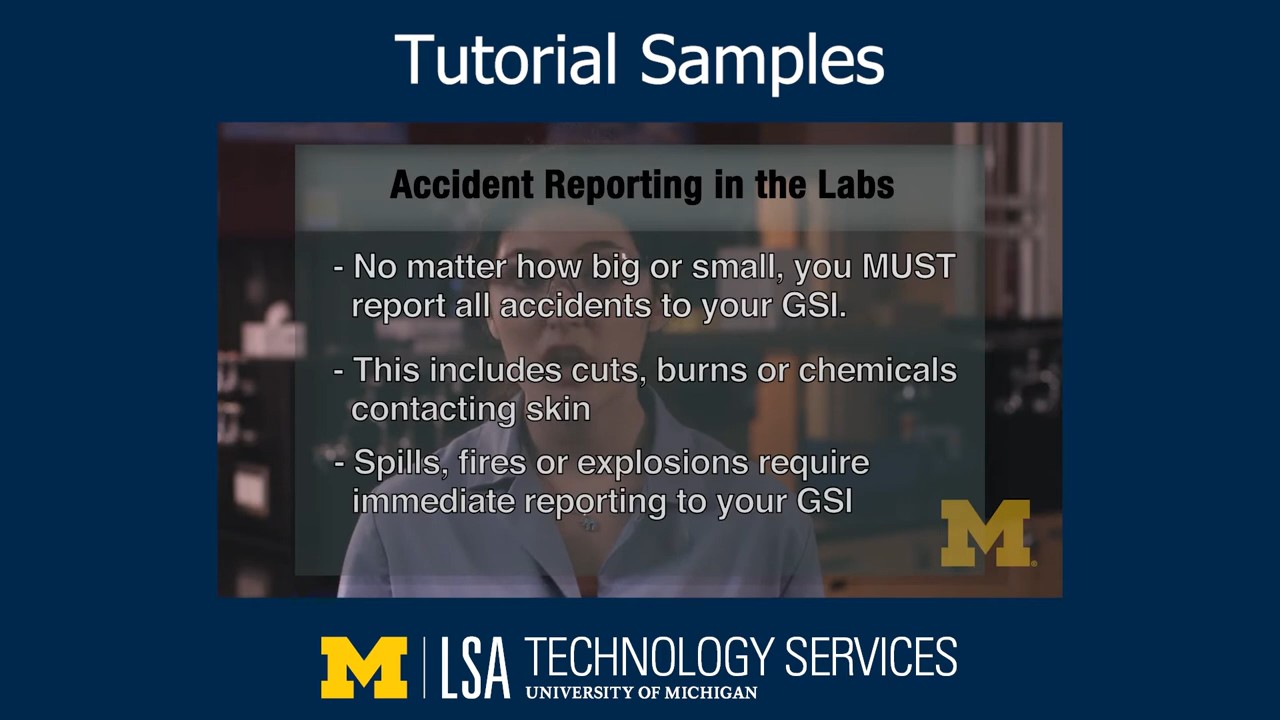 Tutorial Samples
Accident Reporting in the Labs
- No matter how big or small, you MUST
report all accidents to your GSI.
- This includes cuts, burns or chemicals
contacting skin
- Spills, fires or explosions require
immediate reporting to your GSI
M
M | LSA TECHNOLOGY SERVICES
UNIVERSITY OF MICHIGAN